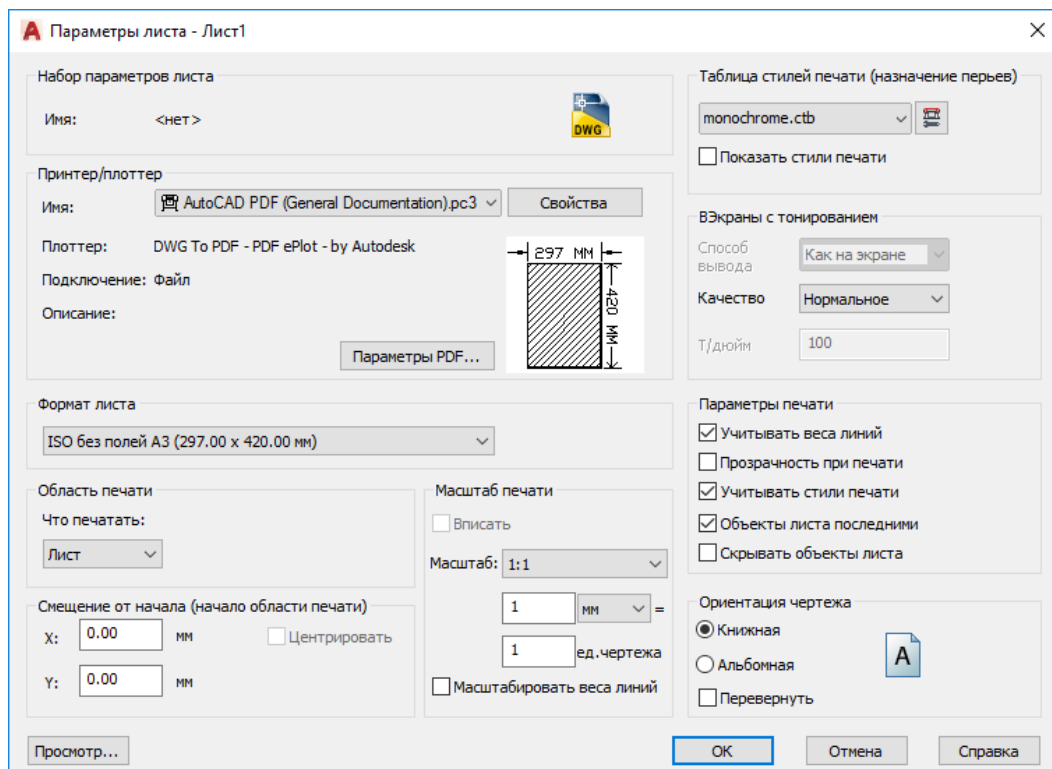 Параметры листа - Лист1
Набор параметров листа
Имя: <нет>
DWG
Принтер/плоттер
Имя: AutoCAD PDF (General Documentation).pc3 Свойства
Плоттер: DWG To PDF - PDF ePlot - by Autodesk
Подключение: Файл
Описание:
297 MM
420 MM
Параметры PDF...
Формат листа
ISO без полей A3 (297.00 x 420.00 мм)
Область печати
Что печатать:
Лист
Смещение от начала (начало области печати)
X: 0.00 мм Центрировать
Y: 0.00 мм
Масштаб печати
Вписать
Масштаб: 1:1
1 мм =
1 ед.чертежа
Масштабировать веса линий
Таблица стилей печати (назначение перьев)
monochrome.ctb
Показать стили печати
ВЭкраны с тонированием
Способ
вывода Как на экране
Качество Нормальное
Т/дюйм 100
Параметры печати
Учитывать веса линий
Прозрачность при печати
Учитывать стили печати
Объекты листа последними
Скрывать объекты листа
Ориентация чертежа
Книжная
Альбомная
Перевернуть
A
Просмотр... ОК Отмена Справка